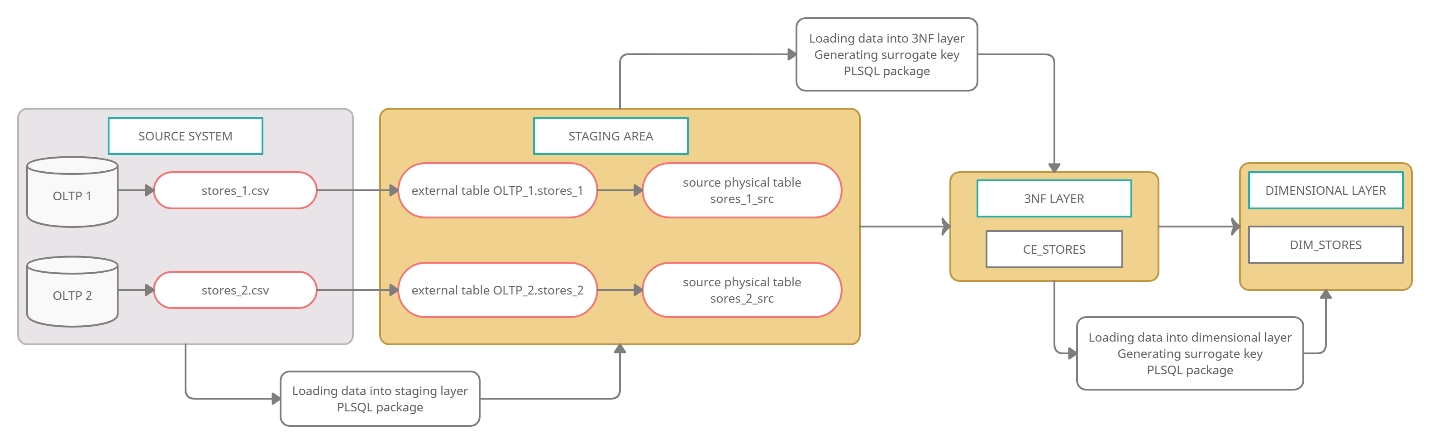 Loading data into 3NF layer
Generating surrogate key
PLSQL package
SOURCE SYSTEM
STAGING AREA
OLTP 1
stores_1.csv
external table OLTP_1.stores_1
source physical table
sores_1_src
3NF LAYER
CE_STORES
DIMENSIONAL LAYER
DIM_STORES
OLTP 2
stores_2.csv
external table OLTP_2.stores_2
source physical table
sores_2_src
Loading data into staging layer
PLSQL package
Loading data into dimensional layer
Generating surrogate key
PLSQL package